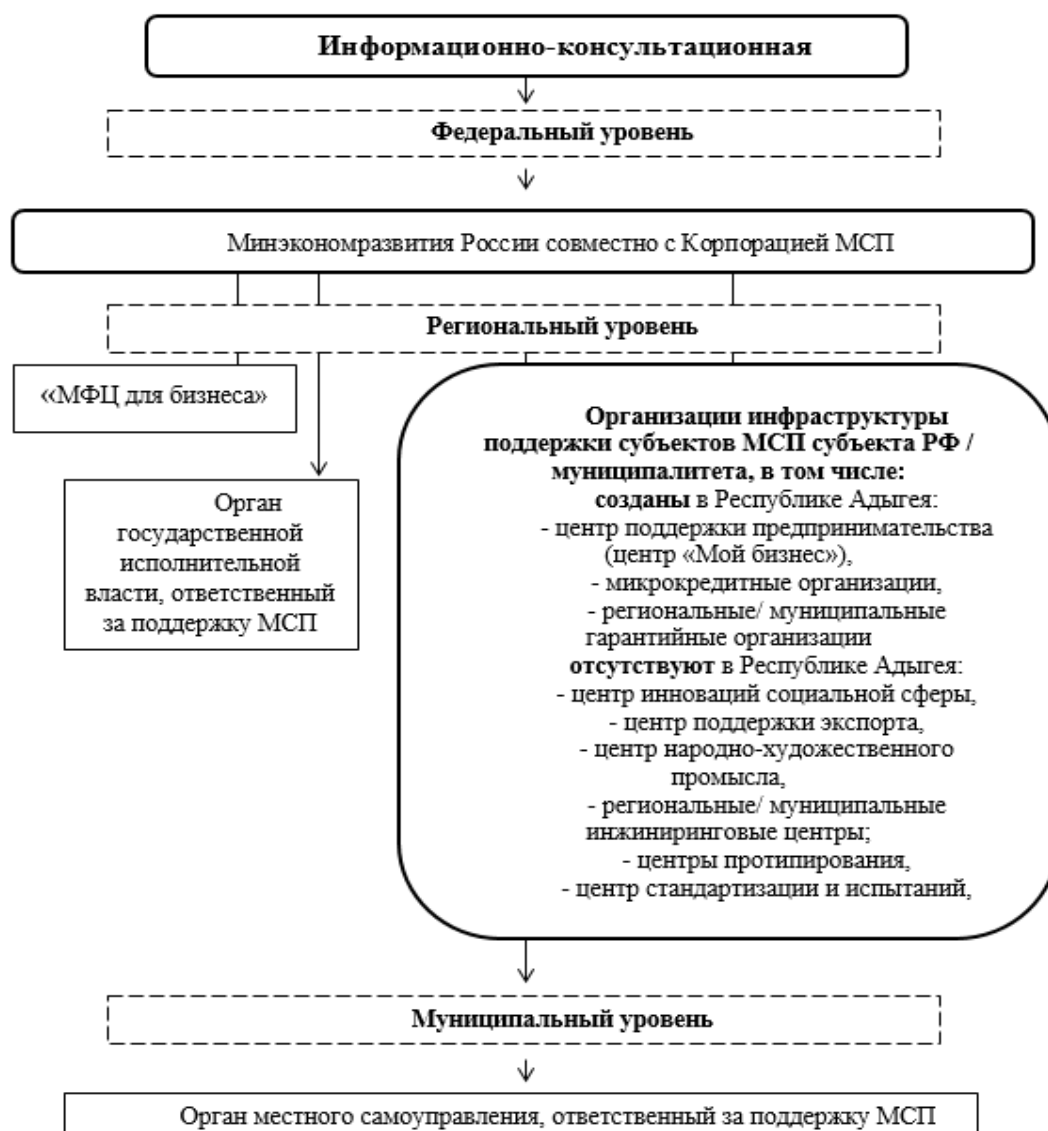 Информационно-консультационная
Федеральный уровень
Минэкономразвития России совместно с Корпорацией МСП
Региональный уровень
«МФЦ для бизнеса»
Орган
государственной
исполнительной
власти, ответственный
за поддержку МСП
Организации инфраструктуры
поддержки субъектов МСП субъекта РФ /
муниципалитета, в том числе:
созданы в Республике Адыгея:
- центр поддержки предпринимательства
(центр «Мой бизнес»),
- микрокредитные организации,
- региональные/ муниципальные
гарантийные организации
отсутствуют в Республике Адыгея:
- центр инноваций социальной сферы,
- центр поддержки экспорта,
- центр народно-художественного
промысла,
- региональные/ муниципальные
инжиниринговые центры;
- центры протипирования,
- центр стандартизации и испытаний,
Муниципальный уровень
Орган местного самоуправления, ответственный за поддержку МСП